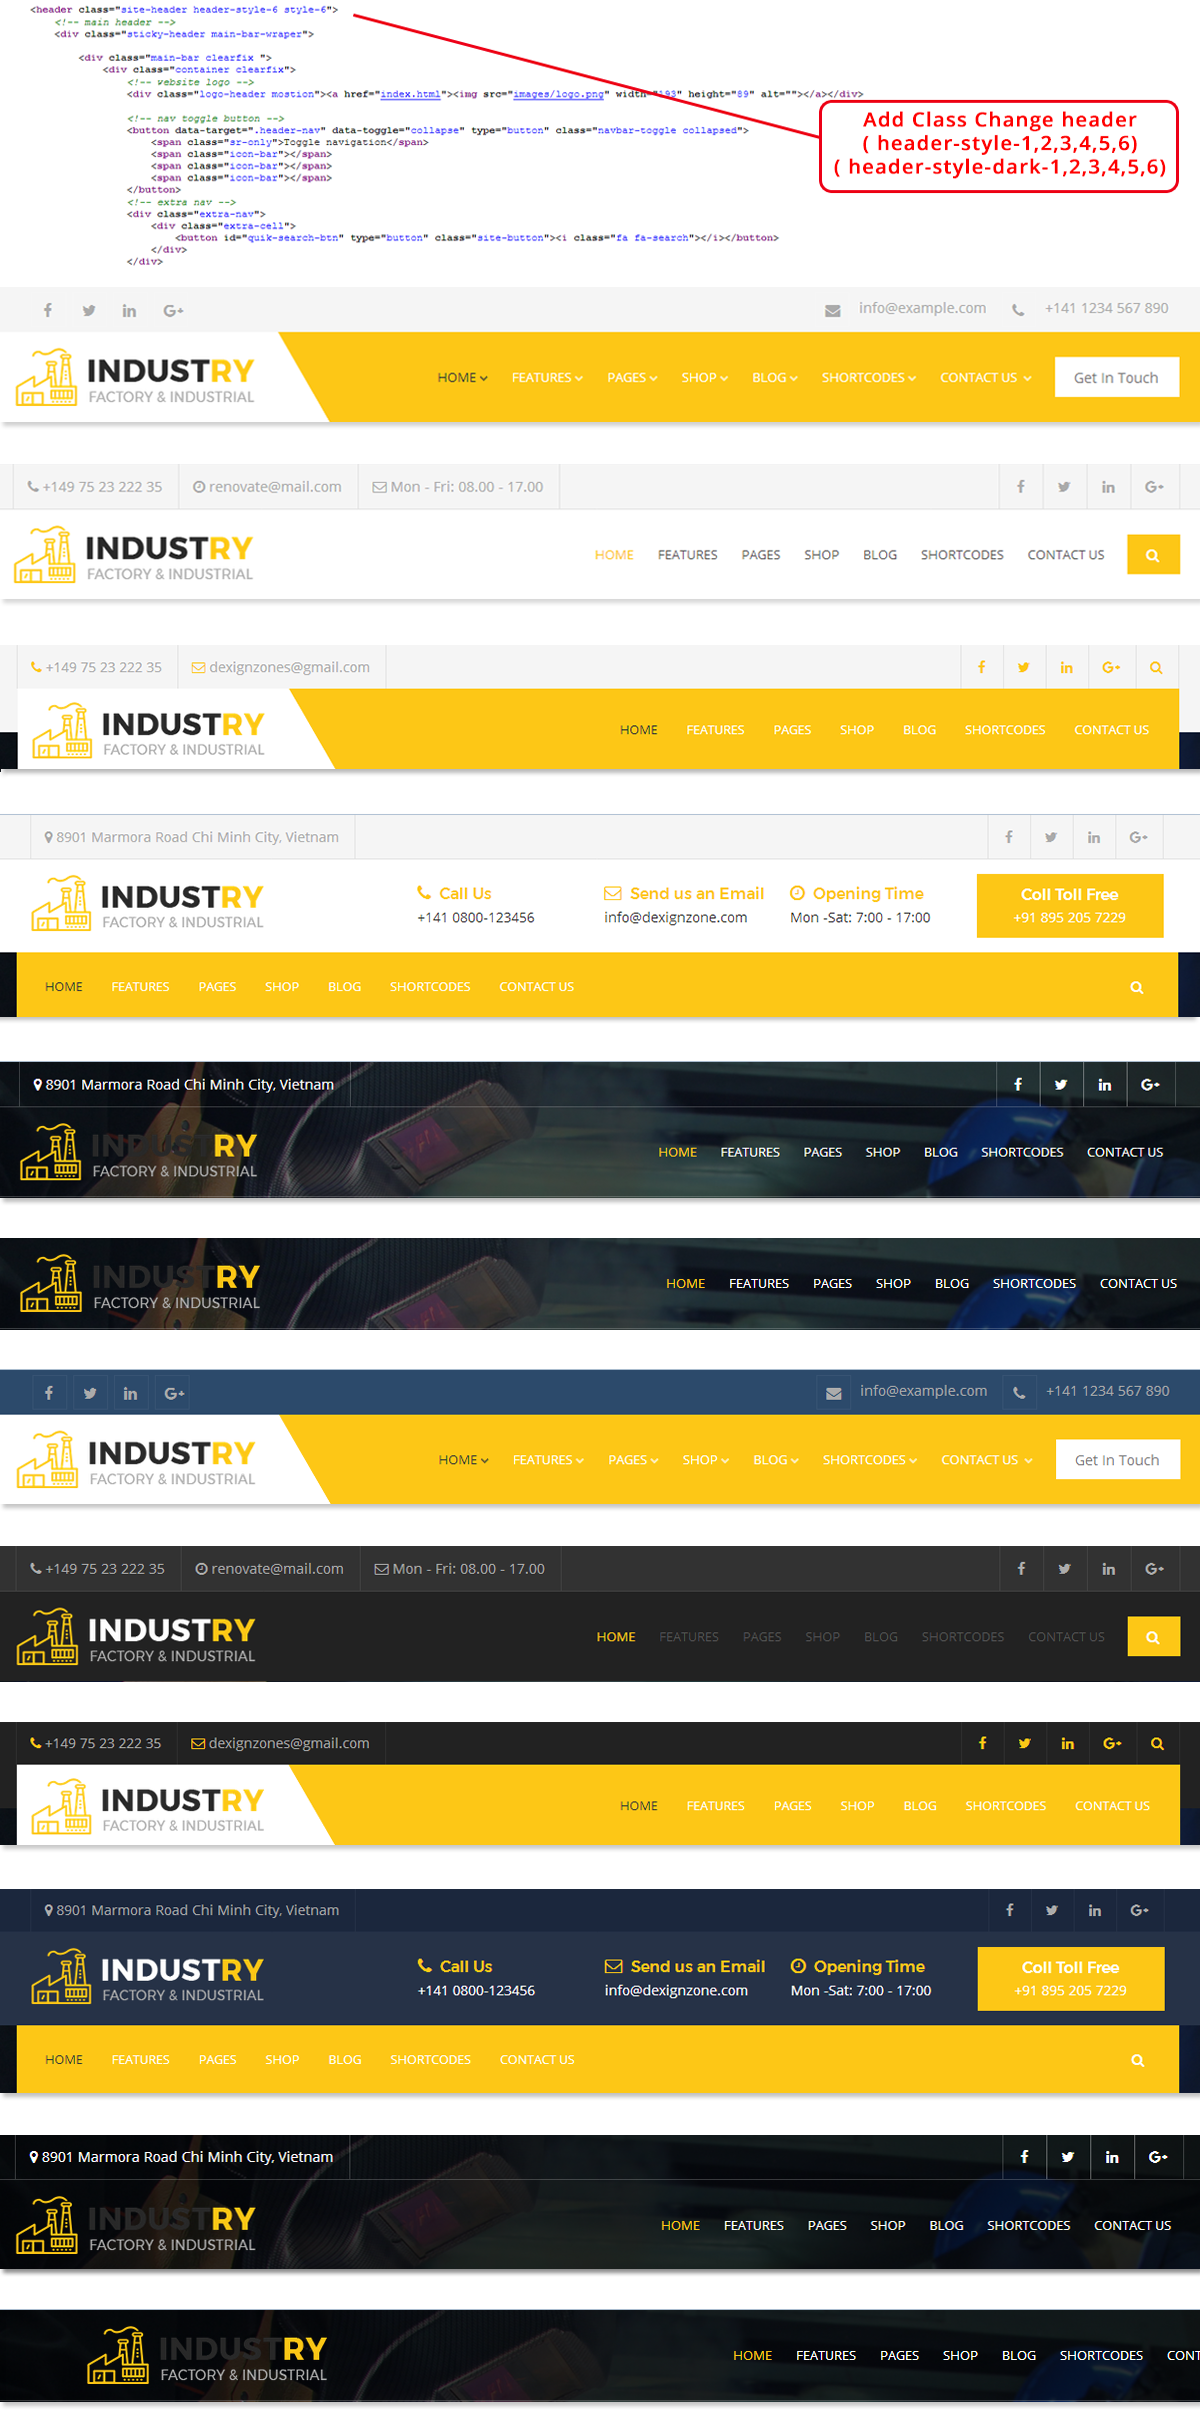 <header class="site-header header-style-6 style-6">
<!-- main header -->
<div class="sticky-header main-bar-wraper">
<div class="main-bar clearfix ">
<div class="container clearfix">
<!-- website logo -->
<div class="logo-header mostion"><a href="index.html"><img src="images/logo.png" width="193" height="89" alt=""></a></div>
<!-- nav toggle button -->
<button data-target=".header-nav" data-toggle="collapse" type="button" class="navbar-toggle collapsed">
<span class="sr-only">Toggle navigation</span>
<span class="icon-bar"></span>
<span class="icon-bar"></span>
<span class="icon-bar"></span>
</button>
<!-- extra nav -->
<div class="extra-nav">
<div class="extra-cell">
<button id="quik-search-btn" type="button" class="site-button"><i class="fa fa-search"></i></button>
</div>
</div>
Add Class Change header
( header-style-1,2,3,4,5,6)
( header-style-dark-1,2,3,4,5,6)
info@example.com +141 1234 567 890
INDUSTRY
FACTORY & INDUSTRIAL
HOME FEATURES PAGES SHOP BLOG SHORTCODES CONTACT US Get In Touch
+149 75 23 222 35 renovate@mail.com Mon - Fri: 08.00 - 17.00
INDUSTRY
FACTORY & INDUSTRIAL
HOME FEATURES PAGES SHOP BLOG SHORTCODES CONTACT US
+149 75 23 222 35 dexignzones@gmail.com
INDUSTRY
FACTORY & INDUSTRIAL
HOME FEATURES PAGES SHOP BLOG SHORTCODES CONTACT US
8901 Marmora Road Chi Minh City, Vietnam
INDUSTRY
FACTORY & INDUSTRIAL
Call Us Send us an Email Opening Time Coll Toll Free
+141 0800-123456 info@dexignzone.com Mon -Sat: 7:00 - 17:00 +91 895 205 7229
HOME FEATURES PAGES SHOP BLOG SHORTCODES CONTACT US
8901 Marmora Road Chi Minh City, Vietnam
INDUSTRY
FACTORY & INDUSTRIAL
HOME FEATURES PAGES SHOP BLOG SHORTCODES CONTACT US
INDUSTRY
FACTORY & INDUSTRIAL
HOME FEATURES PAGES SHOP BLOG SHORTCODES CONTACT US
info@example.com +141 1234 567 890
INDUSTRY
FACTORY & INDUSTRIAL
HOME FEATURES PAGES SHOP BLOG SHORTCODES CONTACT US Get In Touch
+149 75 23 222 35 renovate@mail.com Mon - Fri: 08.00 - 17.00
INDUSTRY
FACTORY & INDUSTRIAL
HOME FEATURES PAGES SHOP BLOG SHORTCODES CONTACT US
+149 75 23 222 35 dexignzones@gmail.com
INDUSTRY
FACTORY & INDUSTRIAL
HOME FEATURES PAGES SHOP BLOG SHORTCODES CONTACT US
8901 Marmora Road Chi Minh City, Vietnam
INDUSTRY
FACTORY & INDUSTRIAL
Call Us Send us an Email Opening Time Coll Toll Free
+141 0800-123456 info@dexignzone.com Mon -Sat: 7:00 - 17:00 +91 895 205 7229
HOME FEATURES PAGES SHOP BLOG SHORTCODES CONTACT US
8901 Marmora Road Chi Minh City, Vietnam
INDUSTRY
FACTORY & INDUSTRIAL
HOME FEATURES PAGES SHOP BLOG SHORTCODES CONTACT US
INDUSTRY
FACTORY & INDUSTRIAL
HOME FEATURES PAGES SHOP BLOG SHORTCODES CONT